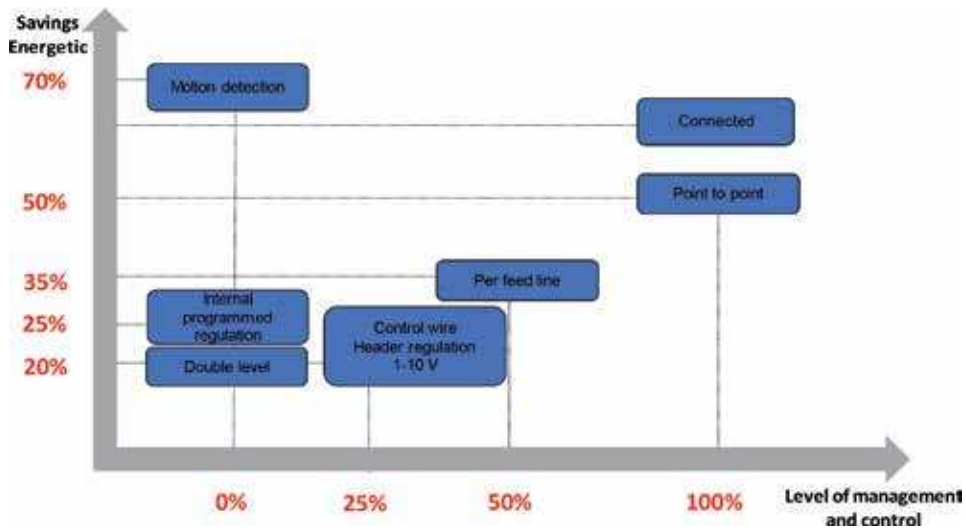 Savings
Energetic
70%
Motion detection
Connected
50%
Point to point
35%
Per feed line
Internal
programmed
regulation
25%
Control wire
Header regulation
1-10 V
20%
Double level
0%
25%
50%
100%
Level of management
and control